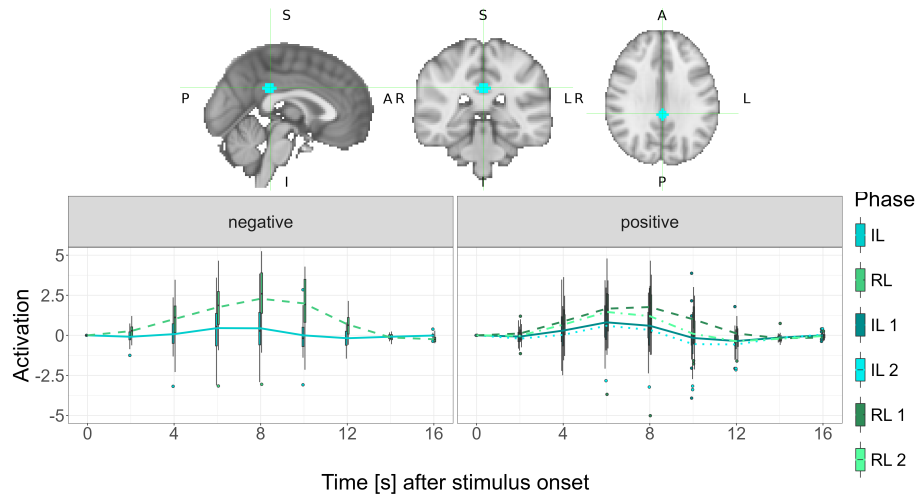 S S A
P A R L R L
I I P
Phase
negative positive
IL
RL
IL 1
IL 2
RL 1
RL 2
Activation
5
2.5
0
-2.5
-5
0 4 8 12 16 0 4 8 12 16
Time [s] after stimulus onset